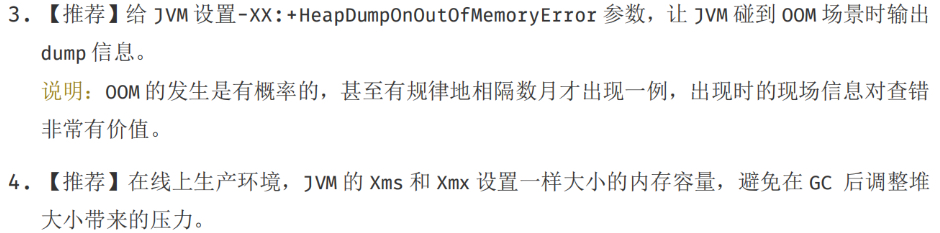 3. 【推荐】给 JVM 设置-XX:+HeapDumpOnOutOfMemoryError 参数，让 JVM 碰到 OOM 场景时输出
dump 信息。
说明：OOM 的发生是有概率的，甚至有规律地相隔数月才出现一例，出现时的现场信息对查错
非常有价值。
4. 【推荐】在线上生产环境，JVM 的 Xms 和 Xmx 设置一样大小的内存容量，避免在 GC 后调整堆
大小带来的压力。